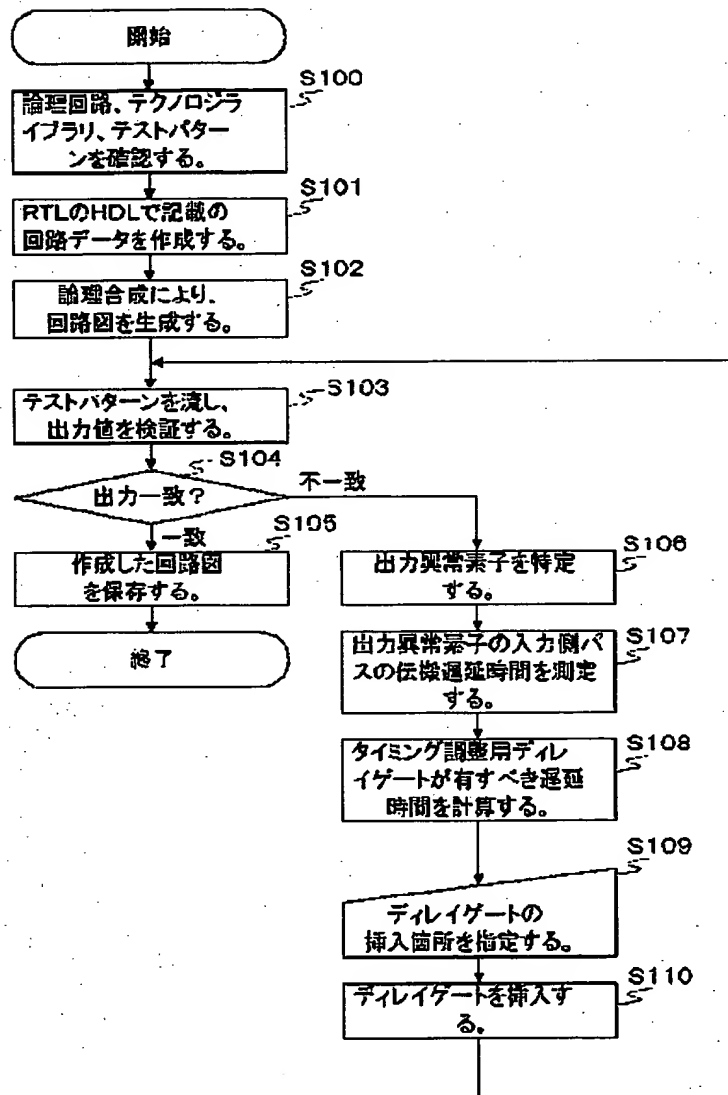 開始
S100
論理回路、テクノロジラ
イブラリ、テストパター
ンを確認する。
S101
RTLのHDLで記載の
回路データを作成する。
S102
論理合成により、
回路図を生成する。
S103
テストパターンを流し、
出力値を検証する。
S104
出力一致?
不一致
一致
S105
作成した回路図
を保存する。
終了
S106
出力異常素子を特定
する。
S107
出力異常素子の入力側パ
スの伝搬遅延時間を測定
する。
S108
タイミング調整用ディレ
イゲートが有すべき遅延
時間を計算する。
S109
ディレイゲートの
挿入箇所を指定する。
S110
ディレイゲートを挿入す
る。